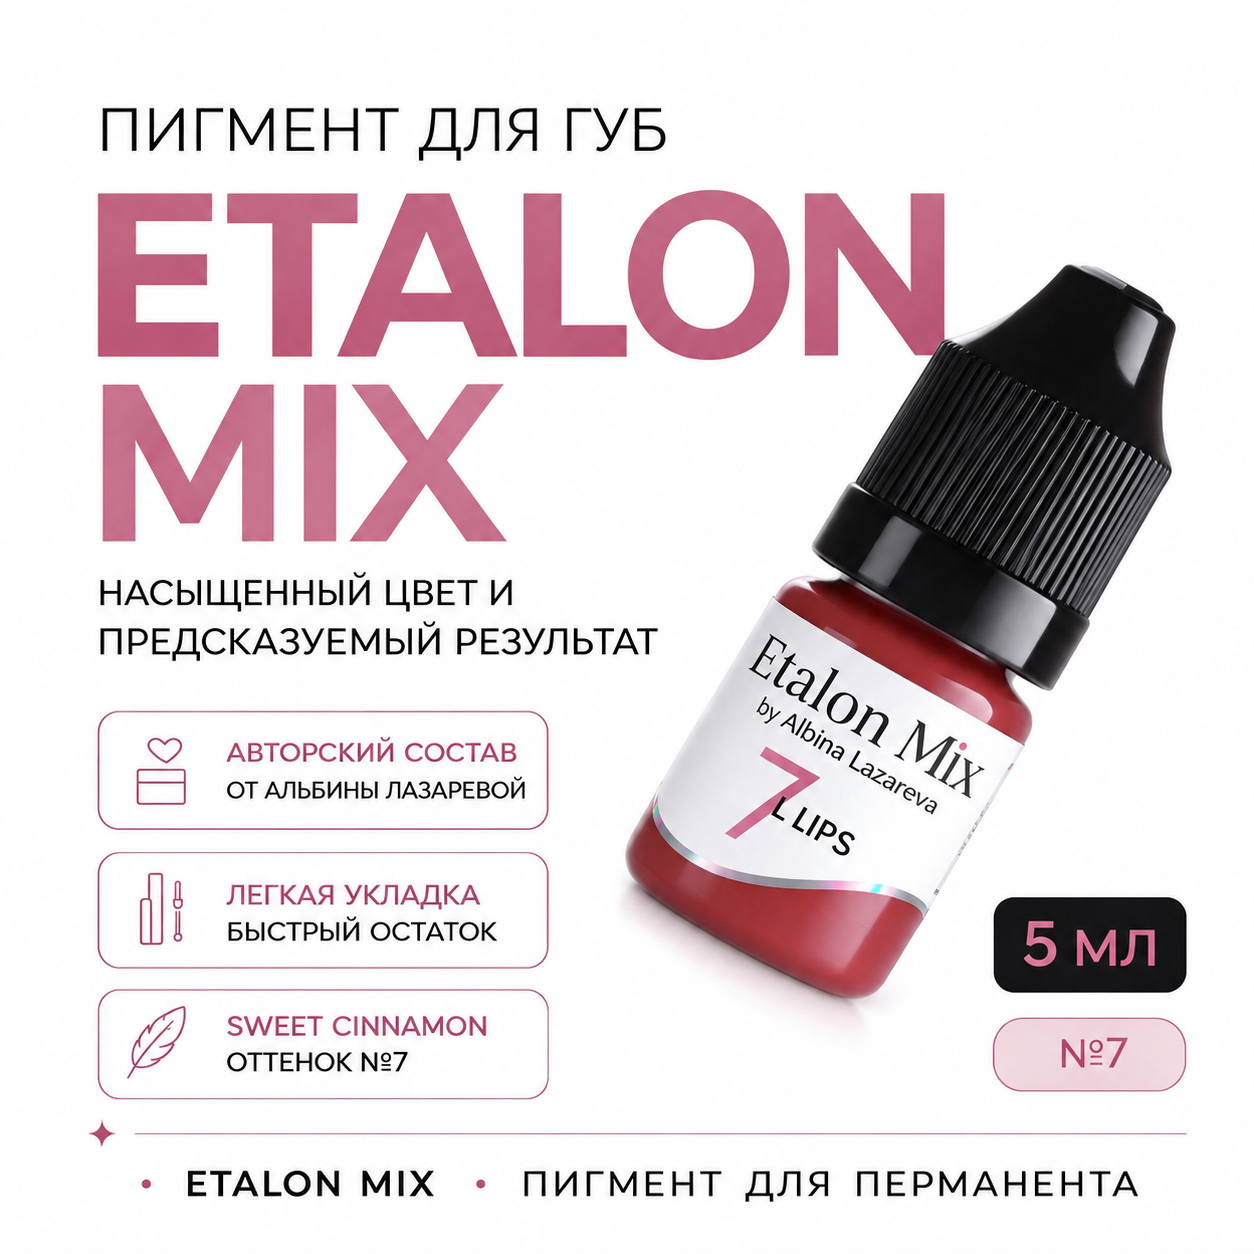 ПИГМЕНТ ДЛЯ ГУБ
ETALON
MIX
НАСЫЩЕННЫЙ ЦВЕТ И
ПРЕДСКАЗУЕМЫЙ РЕЗУЛЬТАТ
АВТОРСКИЙ СОСТАВ
ОТ АЛЬБИНЫ ЛАЗАРЕВОЙ
ЛЕГКАЯ УКЛАДКА
БЫСТРЫЙ ОСТАТОК
SWEET CINNAMON
ОТТЕНОК №7
Etalon Mix
by Albina Lazareva
7
L LIPS
5 МЛ
№7
• ETALON MIX • ПИГМЕНТ ДЛЯ ПЕРМАНЕНТА